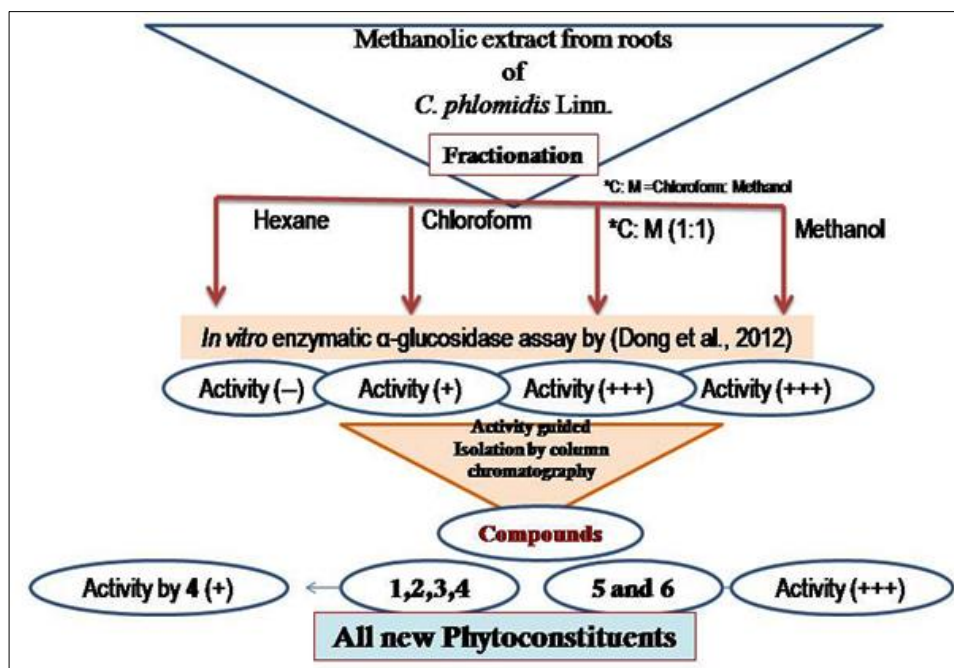 Methanolic extract from roots
of
C. phlomidis Linn.
Fractionation
*C: M =Chloroform: Methanol
Hexane
Chloroform
*C: M (1:1)
Methanol
In vitro enzymatic α-glucosidase assay by (Dong et al., 2012)
Activity (–)
Activity (+)
Activity (+++)
Activity (+++)
Activity guided
Isolation by column
chromatography
Compounds
Activity by 4 (+)
1,2,3,4
5 and 6
Activity (+++)
All new Phytoconstituents